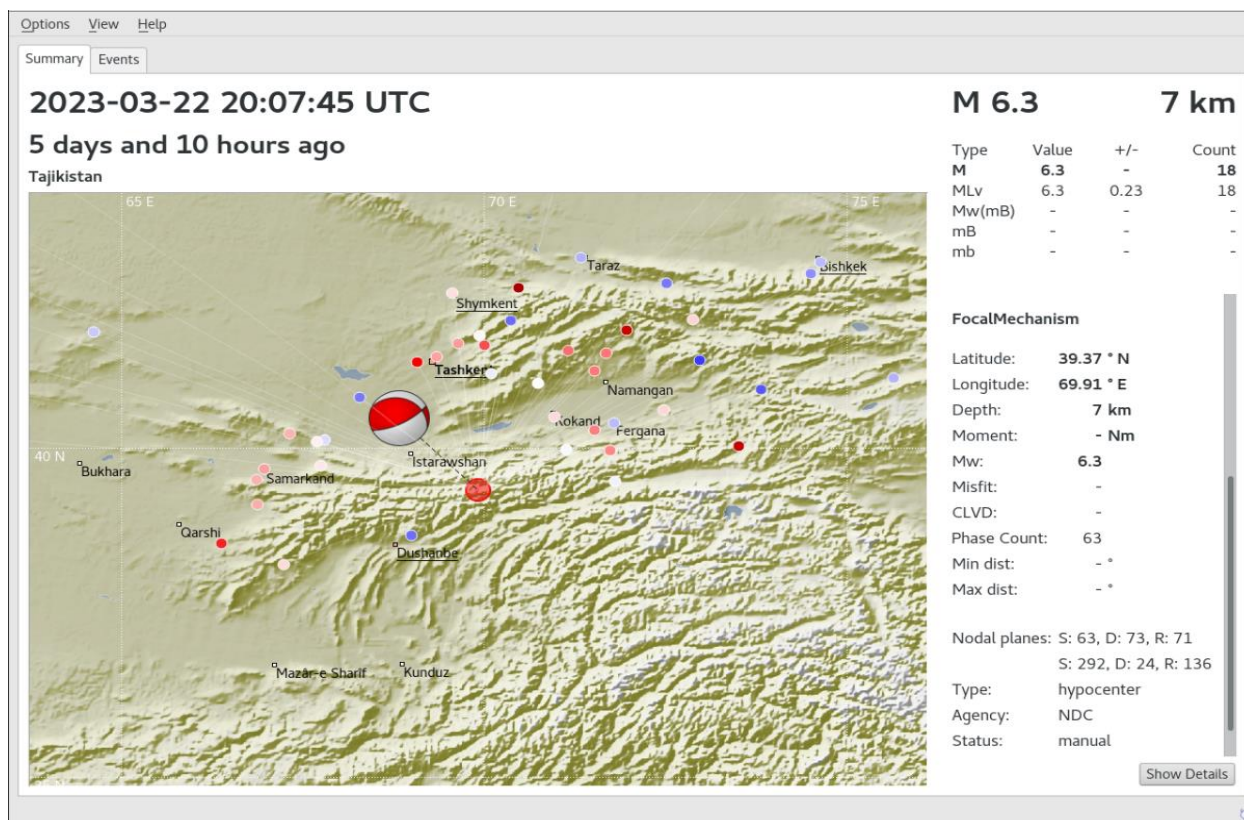 Options View Help
Summary Events
2023-03-22 20:07:45 UTC
5 days and 10 hours ago
Tajikistan
M 6.3 7 km
Type Value +/- Count
M 6.3 - 18
MLv 6.3 0.23 18
Mw(mB) - - -
mB - - -
mb - - -
65 E 70 E 75 E
Taraz
Bishkek
Shymkent
Tashken
Namangan
Kokand
Fergana
40 N
Istarawshan
Bukhara
Samarkand
Qarshi
Dushanbe
Mazār-e Sharīf
Kunduz
FocalMechanism
Latitude: 39.37 ° N
Longitude: 69.91 ° E
Depth: 7 km
Moment: - Nm
Mw: 6.3
Misfit: -
CLVD: -
Phase Count: 63
Min dist: - °
Max dist: - °
Nodal planes: S: 63, D: 73, R: 71
S: 292, D: 24, R: 136
Type: hypocenter
Agency: NDC
Status: manual
Show Details